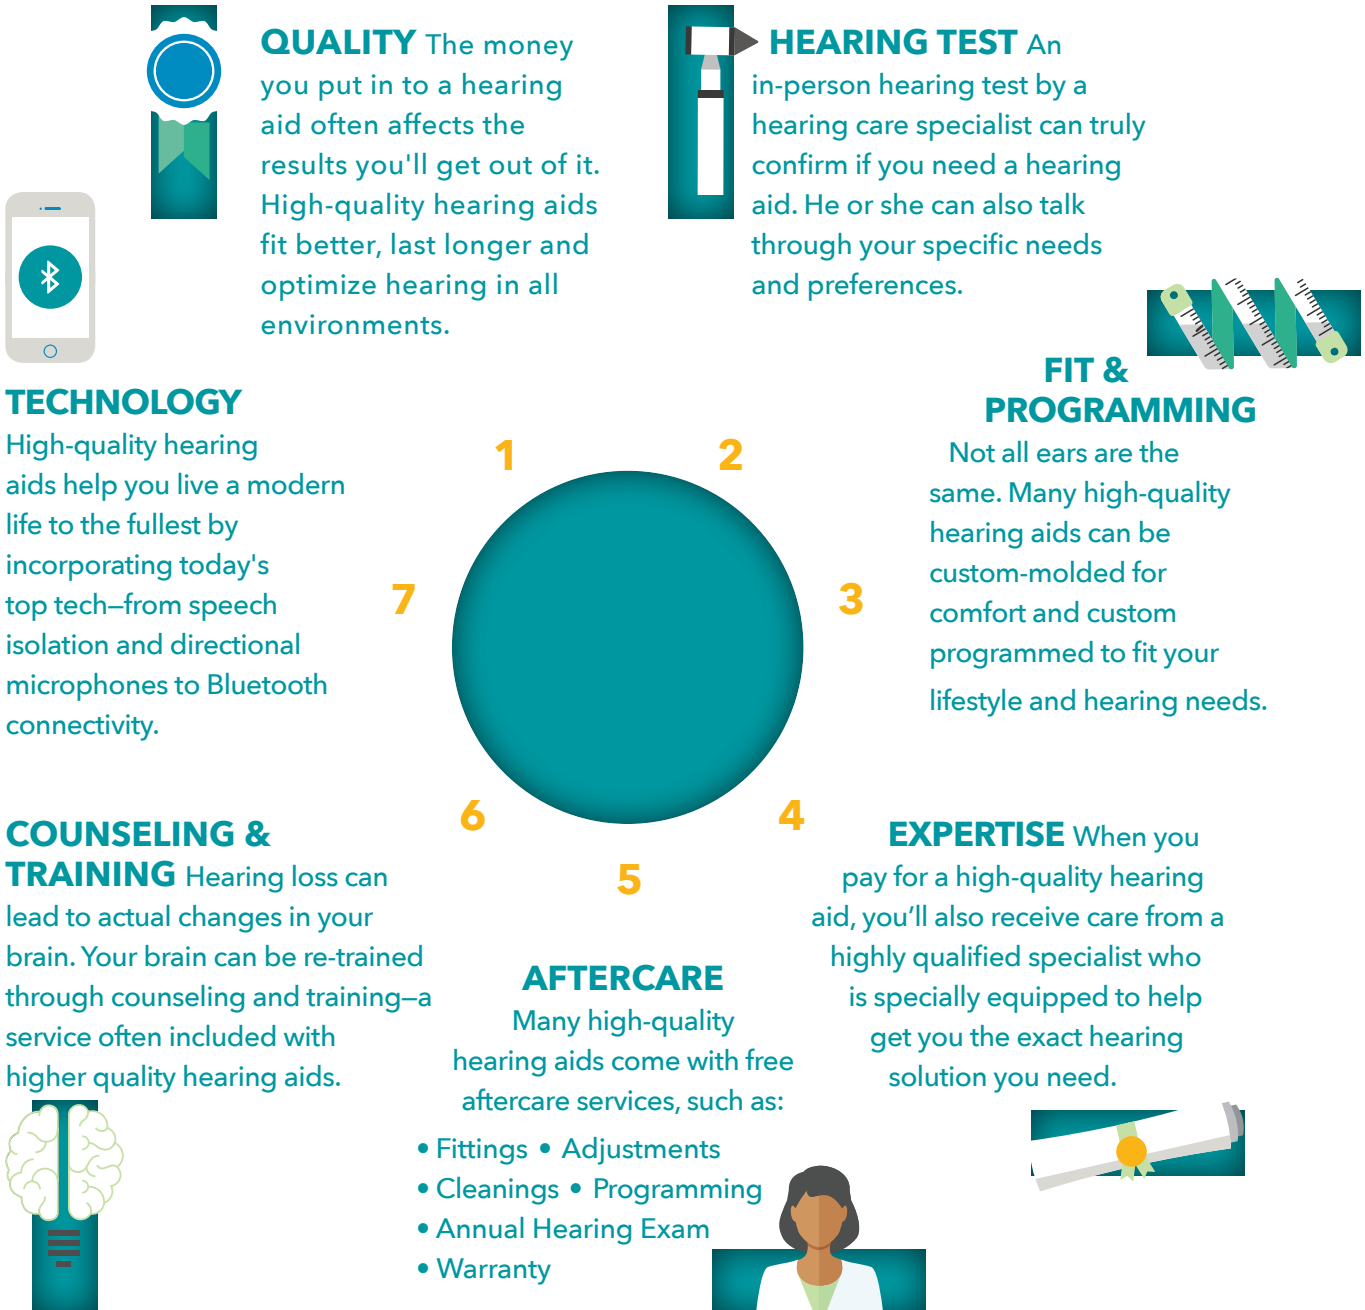 QUALITY The money
you put in to a hearing
aid often affects the
results you'll get out of it.
High-quality hearing aids
fit better, last longer and
optimize hearing in all
environments.
HEARING TEST An
in-person hearing test by a
hearing care specialist can truly
confirm if you need a hearing
aid. He or she can also talk
through your specific needs
and preferences.
FIT &
PROGRAMMING
Not all ears are the
same. Many high-quality
hearing aids can be
custom-molded for
comfort and custom
programmed to fit your
lifestyle and hearing needs.
TECHNOLOGY
High-quality hearing
aids help you live a modern
life to the fullest by
incorporating today's
top tech—from speech
isolation and directional
microphones to Bluetooth
connectivity.
1
2
3
4
5
6
7
EXPERTISE When you
pay for a high-quality hearing
aid, you’ll also receive care from a
highly qualified specialist who
is specially equipped to help
get you the exact hearing
solution you need.
AFTERCARE
Many high-quality
hearing aids come with free
aftercare services, such as:
• Fittings • Adjustments
• Cleanings • Programming
• Annual Hearing Exam
• Warranty
COUNSELING &
TRAINING Hearing loss can
lead to actual changes in your
brain. Your brain can be re-trained
through counseling and training—a
service often included with
higher quality hearing aids.